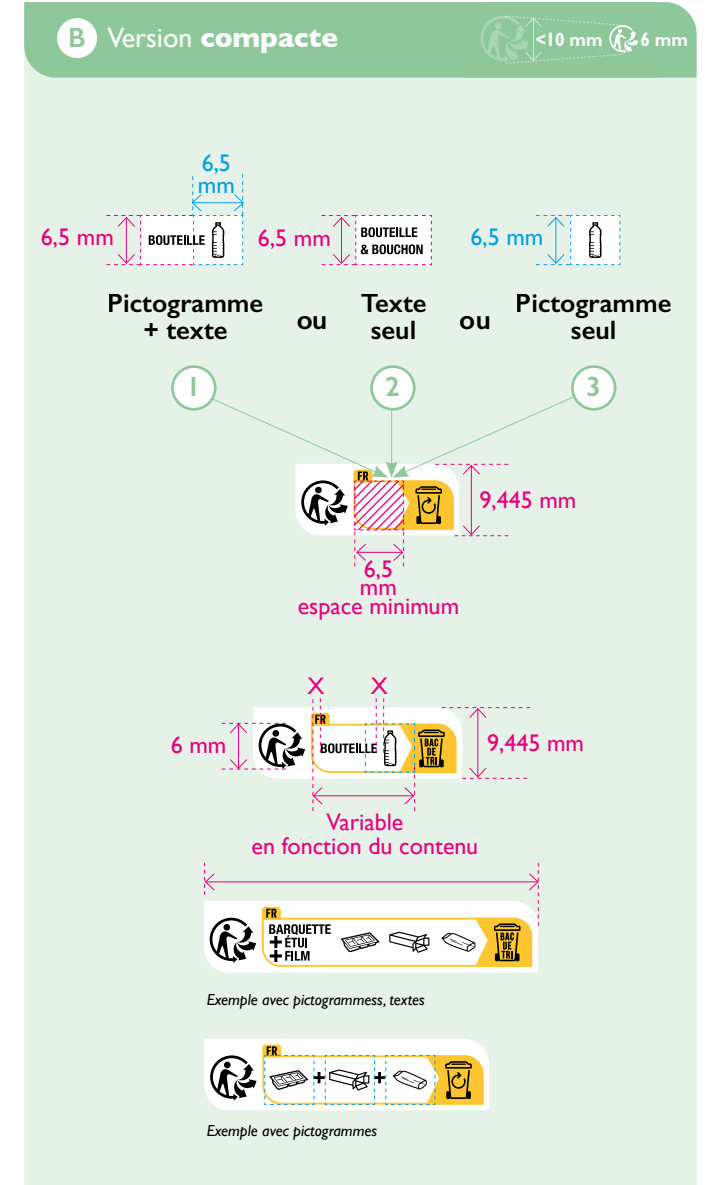 B Version compacte
<10 mm 6 mm
6,5
mm
6,5 mm
BOUTEILLE
6,5 mm
BOUTEILLE
& BOUCHON
6,5 mm
Pictogramme
+ texte
ou
Texte
seul
ou
Pictogramme
seul
1
2
3
FR
9,445 mm
6,5
mm
espace minimum
X X
FR
6 mm
BOUTEILLE
BAC
DE
TRI
9,445 mm
Variable
en fonction du contenu
FR
BARQUETTE
+ ÉTUI
+ FILM
BAC
DE
TRI
Exemple avec pictogrammess, textes
FR
+ +
Exemple avec pictogrammes